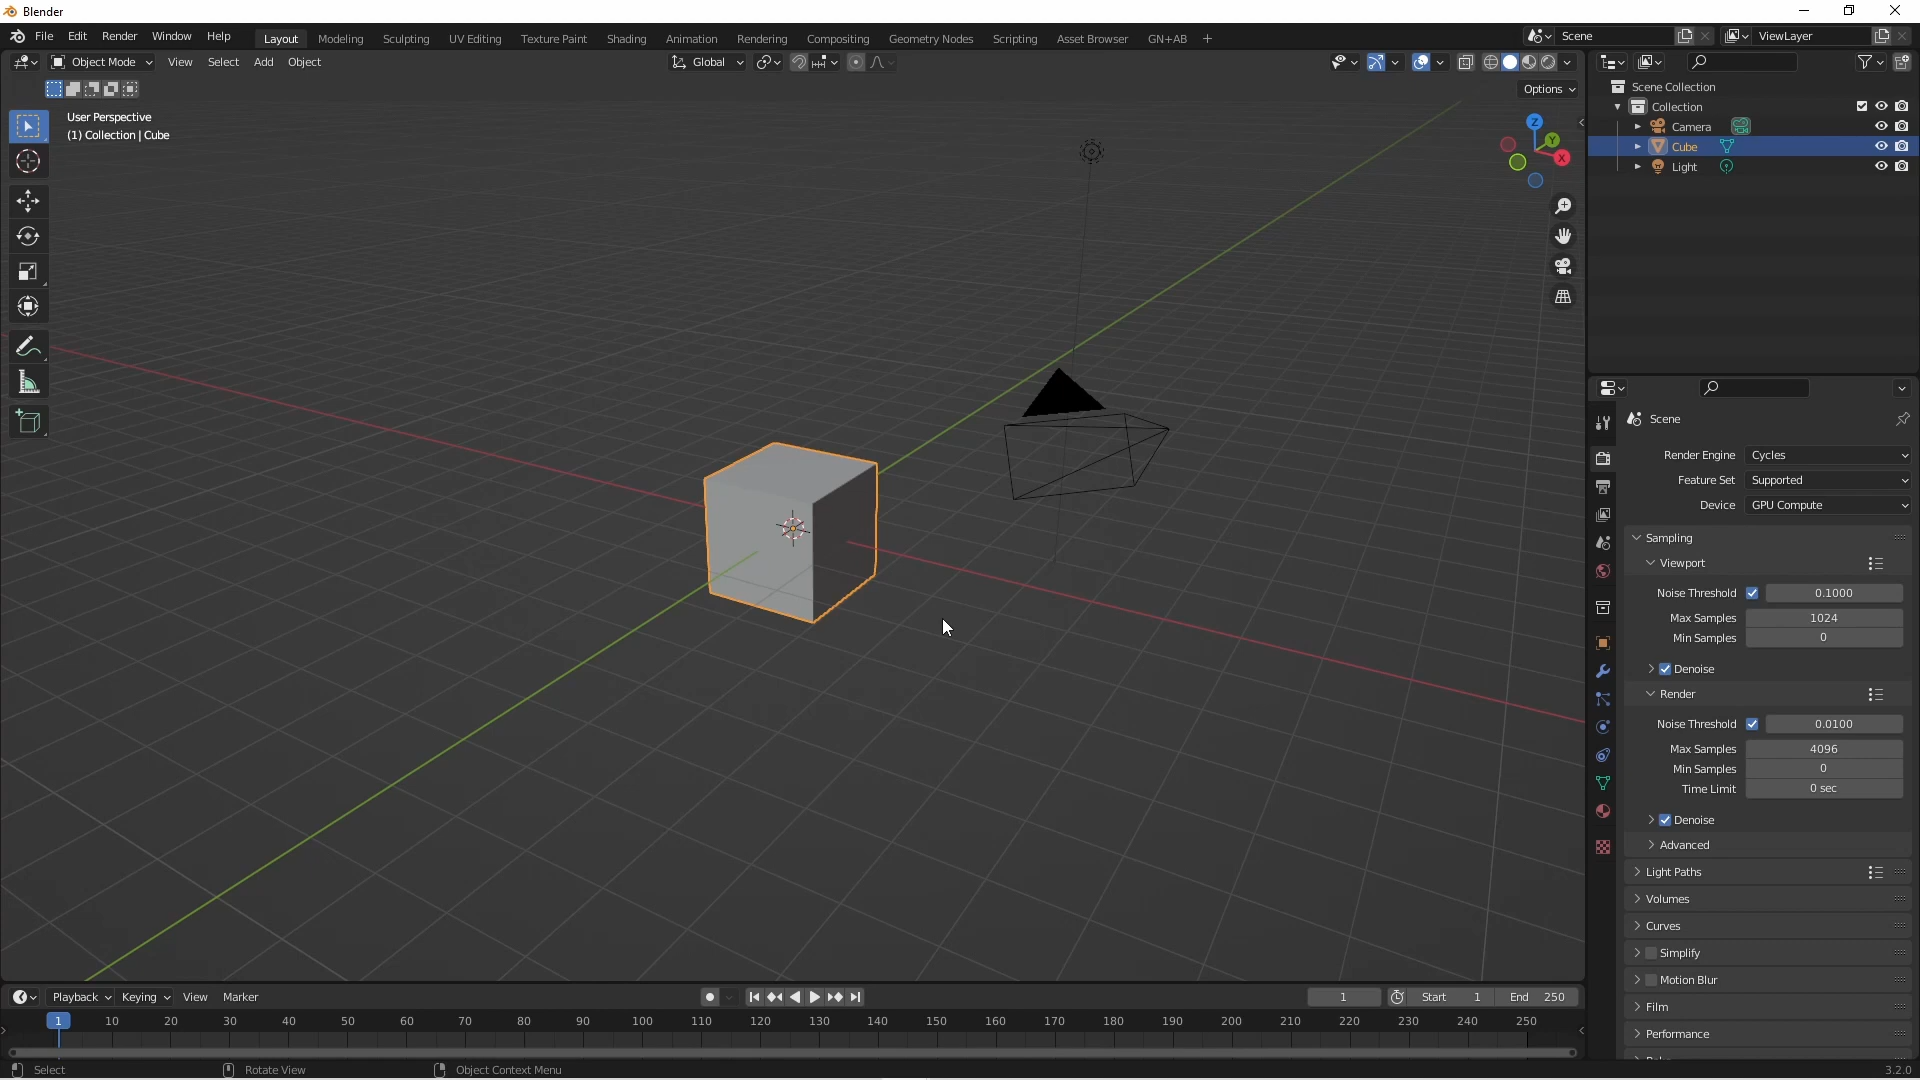 Blender
File Edit Render Window Help Layout Modeling Sculpting UV Editing Texture Paint Shading Animation Rendering Compositing Geometry Nodes Scripting Asset Browser GN+AB + Scene ViewLayer
Object Mode View Select Add Object Global
Options
User Perspective
(1) Collection | Cube
Z
Y
X
Scene Collection
Collection
Camera
Cube
Light
Scene
Render Engine Cycles
Feature Set Supported
Device GPU Compute
Sampling
Viewport
Noise Threshold 0.1000
Max Samples 1024
Min Samples 0
Denoise
Render
Noise Threshold 0.0100
Max Samples 4096
Min Samples 0
Time Limit 0 sec
Denoise
Advanced
Light Paths
Volumes
Curves
Simplify
Motion Blur
Film
Performance
Playback Keying View Marker 1 Start 1 End 250
1 10 20 30 40 50 60 70 80 90 100 110 120 130 140 150 160 170 180 190 200 210 220 230 240 250
Select Rotate View Object Context Menu 3.2.0